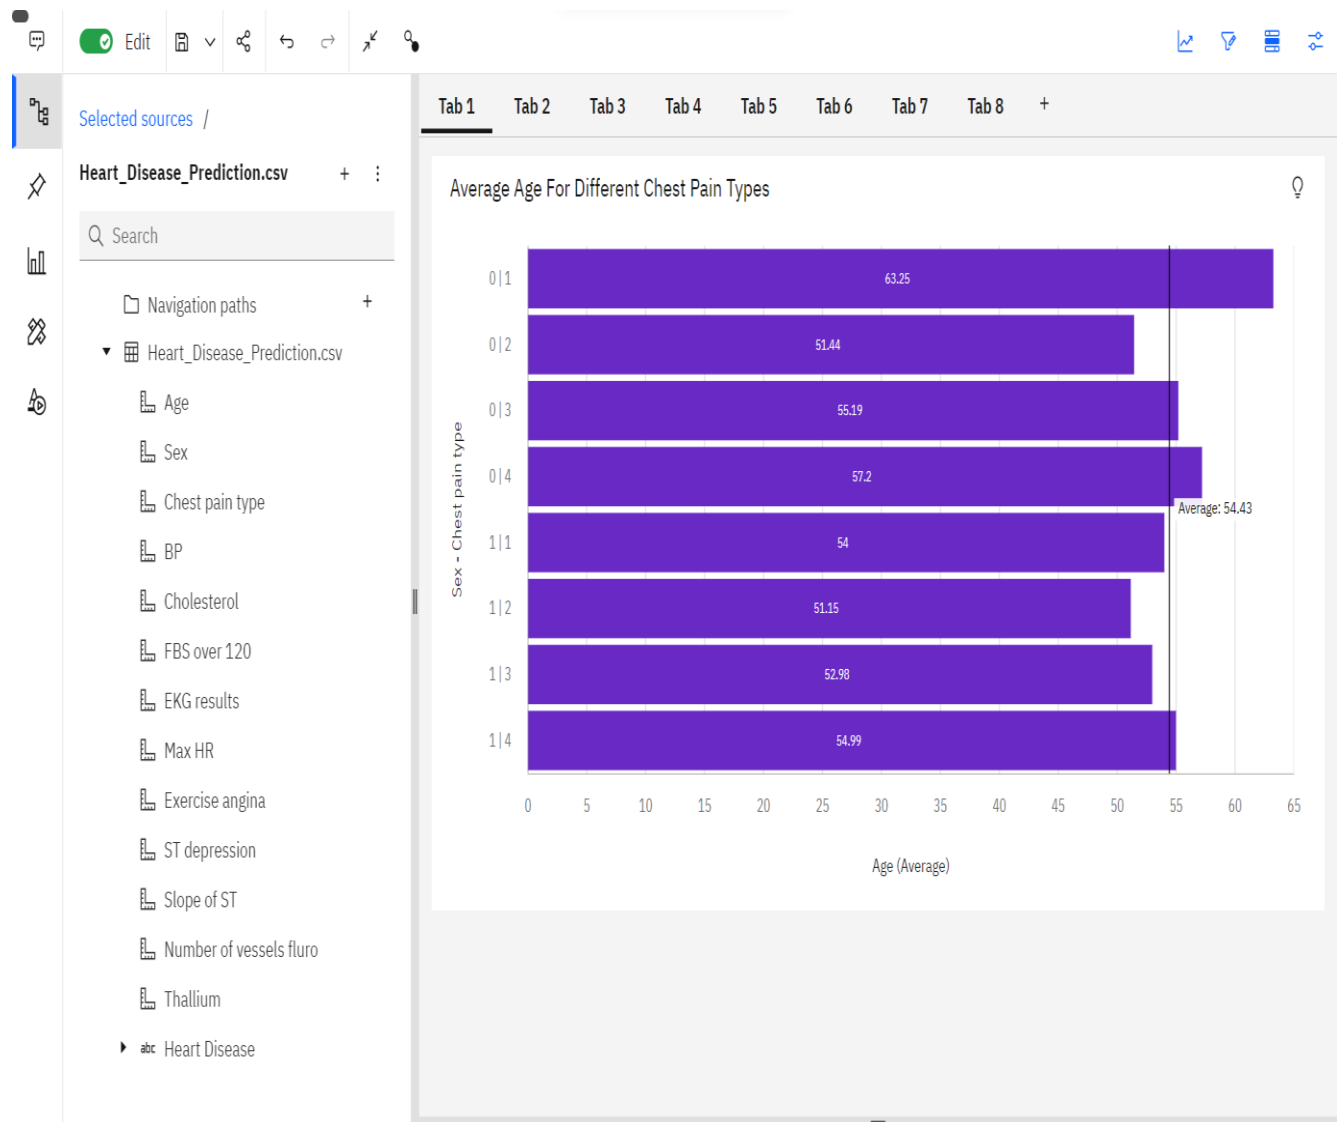 Edit
Selected sources /
Heart_Disease_Prediction.csv
Search
Navigation paths
Heart_Disease_Prediction.csv
Age
Sex
Chest pain type
BP
Cholesterol
FBS over 120
EKG results
Max HR
Exercise angina
ST depression
Slope of ST
Number of vessels fluro
Thallium
abc Heart Disease
Tab 1 Tab 2 Tab 3 Tab 4 Tab 5 Tab 6 Tab 7 Tab 8 +
Average Age For Different Chest Pain Types
Sex - Chest pain type
0|1 63.25
0|2 51.44
0|3 55.19
0|4 57.2
Average: 54.43
1|1 54
1|2 51.15
1|3 52.98
1|4 54.99
0 5 10 15 20 25 30 35 40 45 50 55 60 65
Age (Average)